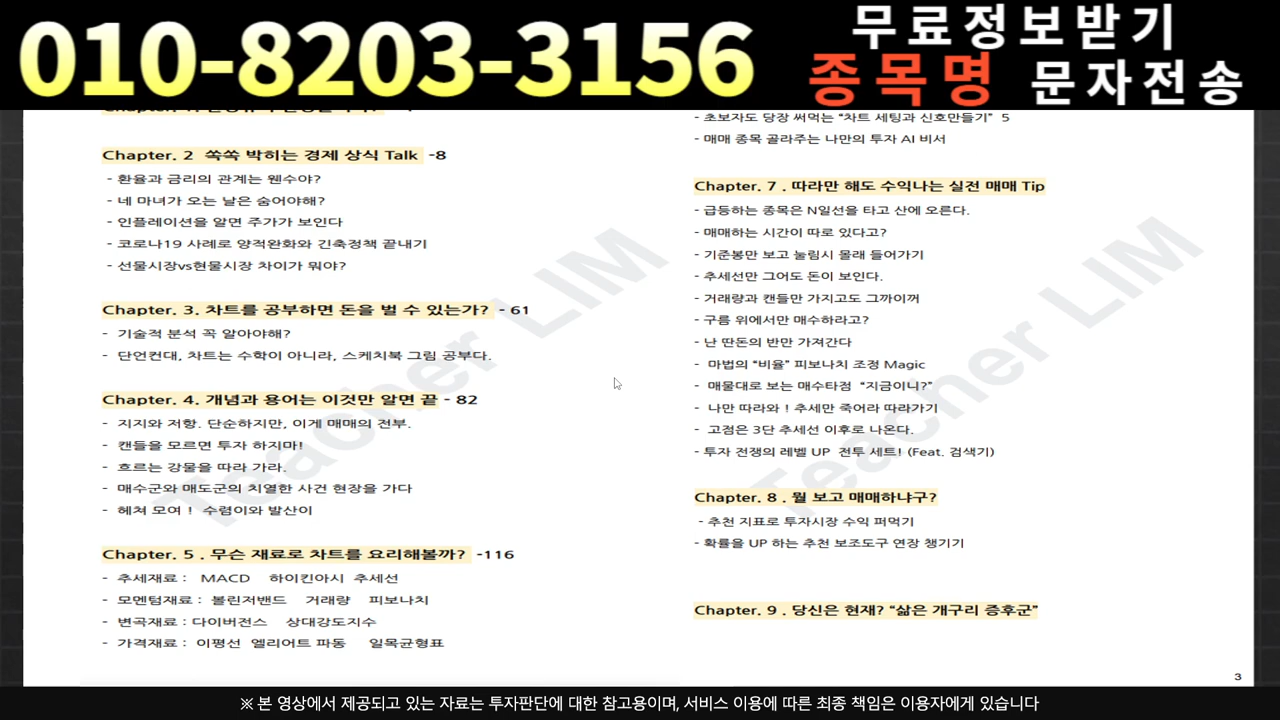 010-8203-3156
무료정보받기
종목명 문자전송
Chapter. 2 쏙쏙 박히는 경제 상식 Talk -8
- 환율과 금리의 관계는 웬수야?
- 네 마녀가 오는 날은 숨어야해?
- 인플레이션을 알면 주가가 보인다
- 코로나19 사례로 양적완화와 긴축정책 끝내기
- 선물시장vs현물시장 차이가 뭐야?
Chapter. 3. 차트를 공부하면 돈을 벌 수 있는가? - 61
- 기술적 분석 꼭 알아야해?
- 단언컨대, 차트는 수학이 아니라, 스케치북 그림 공부다.
Chapter. 4. 개념과 용어는 이것만 알면 끝 - 82
- 지지와 저항. 단순하지만, 이게 매매의 전부.
- 캔들을 모르면 투자 하지마!
- 흐르는 강물을 따라 가라.
- 매수군와 매도군의 치열한 사건 현장을 가다
- 헤쳐 모여 ! 수렴이와 발산이
Chapter. 5 . 무슨 재료로 차트를 요리해볼까? -116
- 추세재료 : MACD 하이킨아시 추세선
- 모멘텀재료 : 볼린저밴드 거래량 피보나치
- 변곡재료 : 다이버전스 상대강도지수
- 가격재료 : 이평선 엘리어트 파동 일목균형표
- 초보자도 당장 써먹는 “차트 세팅과 신호만들기” 5
- 매매 종목 골라주는 나만의 투자 AI 비서
Chapter. 7 . 따라만 해도 수익나는 실전 매매 Tip
- 급등하는 종목은 N일선을 타고 산에 오른다.
- 매매하는 시간이 따로 있다고?
- 기준봉만 보고 눌림시 몰래 들어가기
- 추세선만 그어도 돈이 보인다.
- 거래량과 캔들만 가지고도 그까이꺼
- 구름 위에서만 매수하라고?
- 난 딴돈의 반만 가져간다
- 마법의 “비율” 피보나치 조정 Magic
- 매물대로 보는 매수타점 “지금이니?”
- 나만 따라와 ! 추세만 죽어라 따라가기
- 고점은 3단 추세선 이후로 나온다.
- 투자 전쟁의 레벨 UP 전투 세트! (Feat. 검색기)
Chapter. 8 . 뭘 보고 매매하냐구?
- 추천 지표로 투자시장 수익 퍼먹기
- 확률을 UP 하는 추천 보조도구 연장 챙기기
Chapter. 9 . 당신은 현재? “삶은 개구리 증후군”
Teacher LIM
Teacher LIM
3
※ 본 영상에서 제공되고 있는 자료는 투자판단에 대한 참고용이며, 서비스 이용에 따른 최종 책임은 이용자에게 있습니다